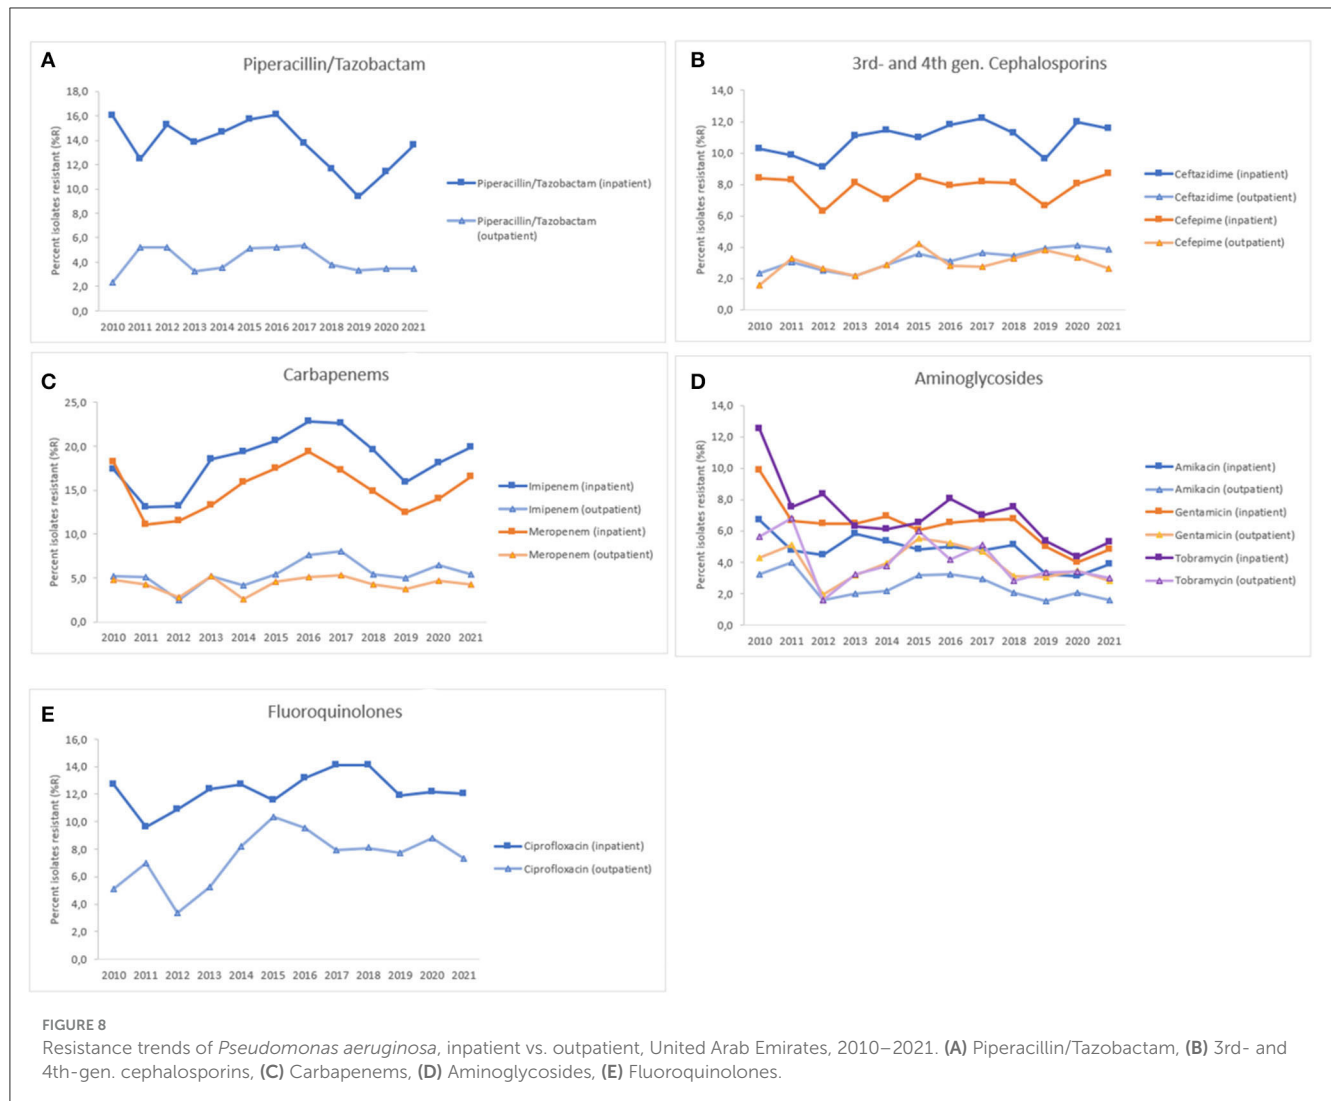 A
Piperacillin/Tazobactam
Percent isolates resistant (%R)
18,0
16,0
14,0
12,0
10,0
8,0
6,0
4,0
2,0
0,0
2010 2011 2012 2013 2014 2015 2016 2017 2018 2019 2020 2021
Piperacillin/Tazobactam (inpatient)
Piperacillin/Tazobactam
(outpatient)
B
3rd- and 4th gen. Cephalosporins
Percent isolates resistant (%R)
14,0
12,0
10,0
8,0
6,0
4,0
2,0
0,0
2010 2011 2012 2013 2014 2015 2016 2017 2018 2019 2020 2021
Ceftazidime (inpatient)
Ceftazidime (outpatient)
Cefepime (inpatient)
Cefepime (outpatient)
C
Carbapenems
Percent isolates resistant (%R)
25,0
20,0
15,0
10,0
5,0
0,0
2010 2011 2012 2013 2014 2015 2016 2017 2018 2019 2020 2021
Imipenem (inpatient)
Imipenem (outpatient)
Meropenem (inpatient)
Meropenem (outpatient)
D
Aminoglycosides
Percent isolates resistant (%R)
14,0
12,0
10,0
8,0
6,0
4,0
2,0
0,0
2010 2011 2012 2013 2014 2015 2016 2017 2018 2019 2020 2021
Amikacin (inpatient)
Amikacin (outpatient)
Gentamicin (inpatient)
Gentamicin (outpatient)
Tobramycin (inpatient)
Tobramycin (outpatient)
E
Fluoroquinolones
Percent isolates resistant (%R)
16,0
14,0
12,0
10,0
8,0
6,0
4,0
2,0
0,0
2010 2011 2012 2013 2014 2015 2016 2017 2018 2019 2020 2021
Ciprofloxacin (inpatient)
Ciprofloxacin (outpatient)
FIGURE 8
Resistance trends of Pseudomonas aeruginosa, inpatient vs. outpatient, United Arab Emirates, 2010–2021. (A) Piperacillin/Tazobactam, (B) 3rd- and
4th-gen. cephalosporins, (C) Carbapenems, (D) Aminoglycosides, (E) Fluoroquinolones.